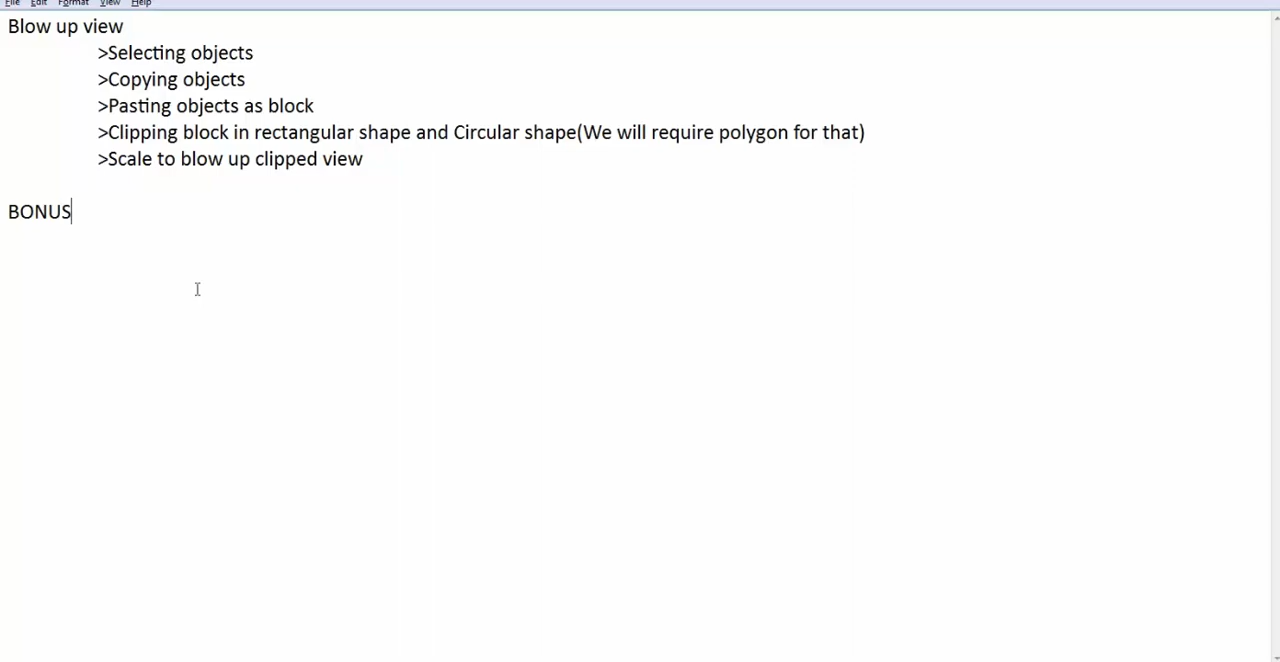 File Edit Format View Help
Blow up view
>Selecting objects
>Copying objects
>Pasting objects as block
>Clipping block in rectangular shape and Circular shape(We will require polygon for that)
>Scale to blow up clipped view
BONUS